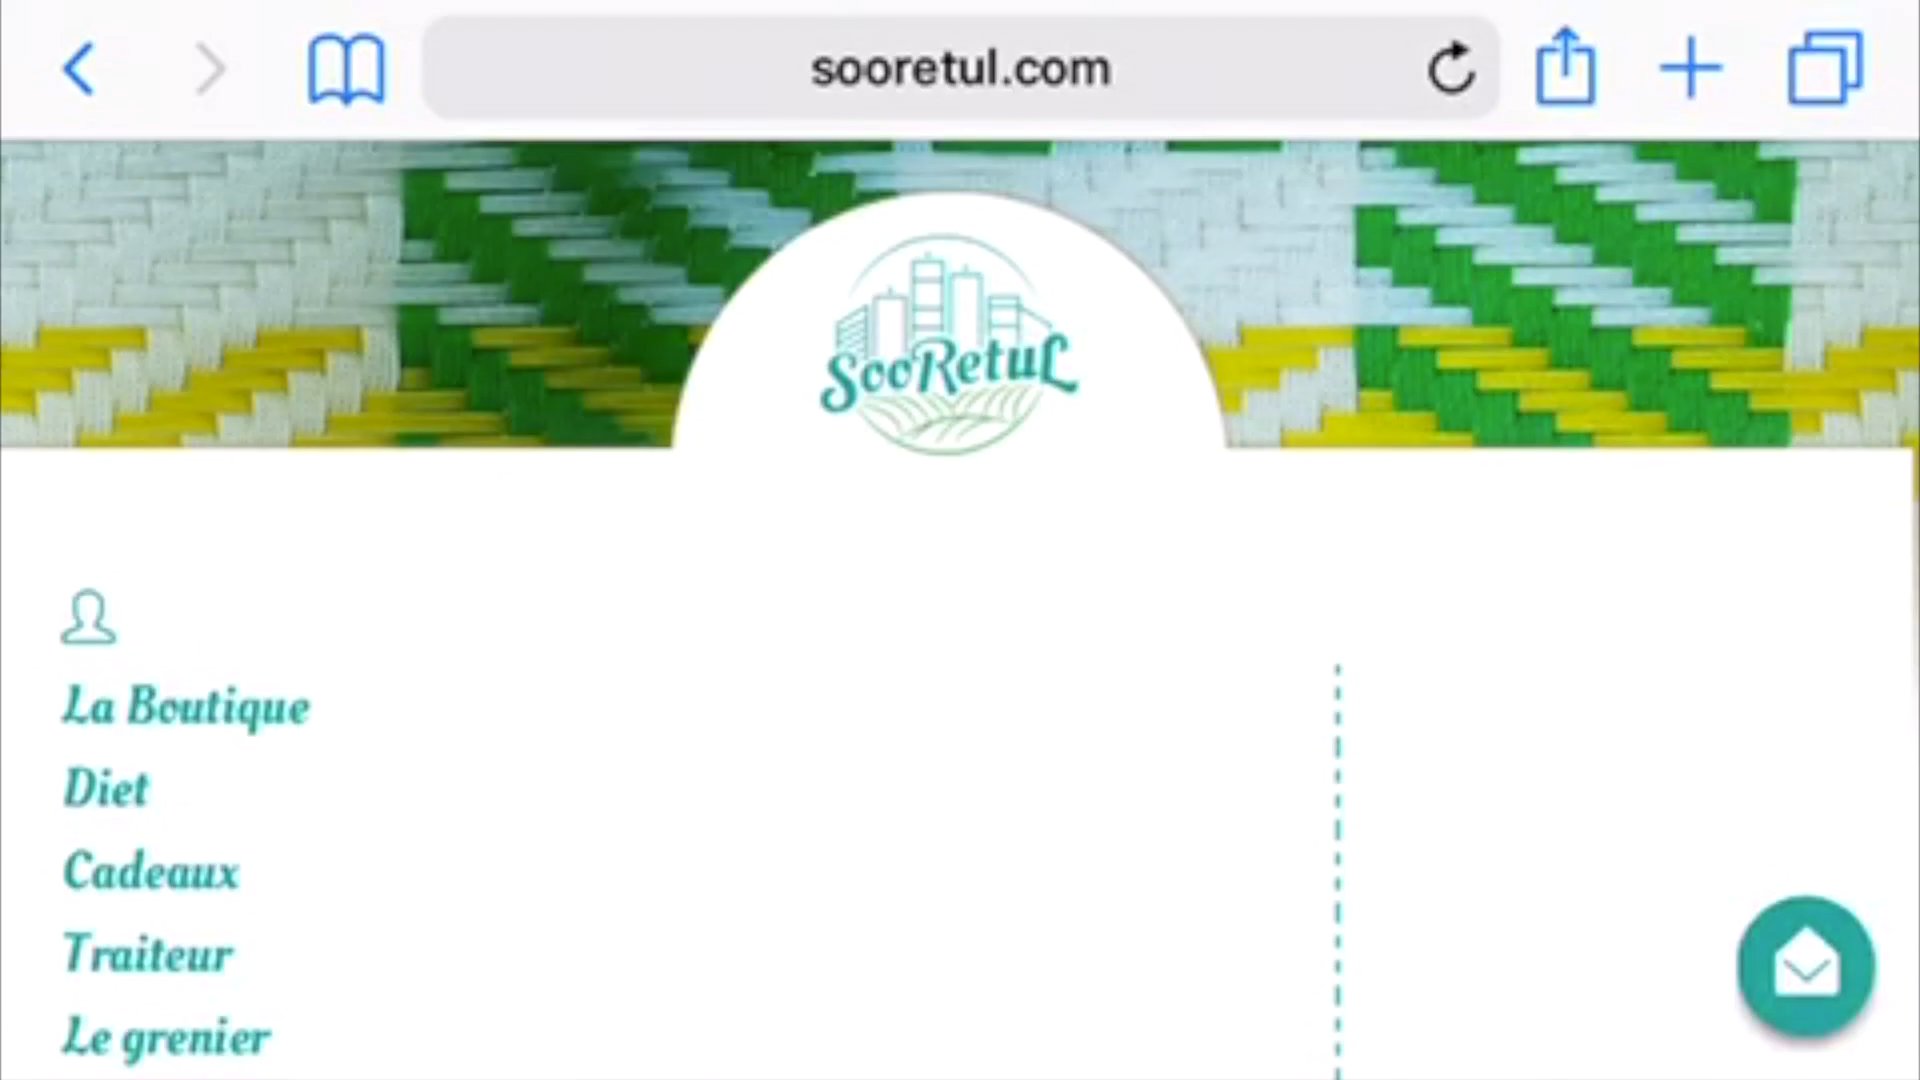 sooretul.com
SooRetuL
La Boutique
Diet
Cadeaux
Traiteur
Le grenier